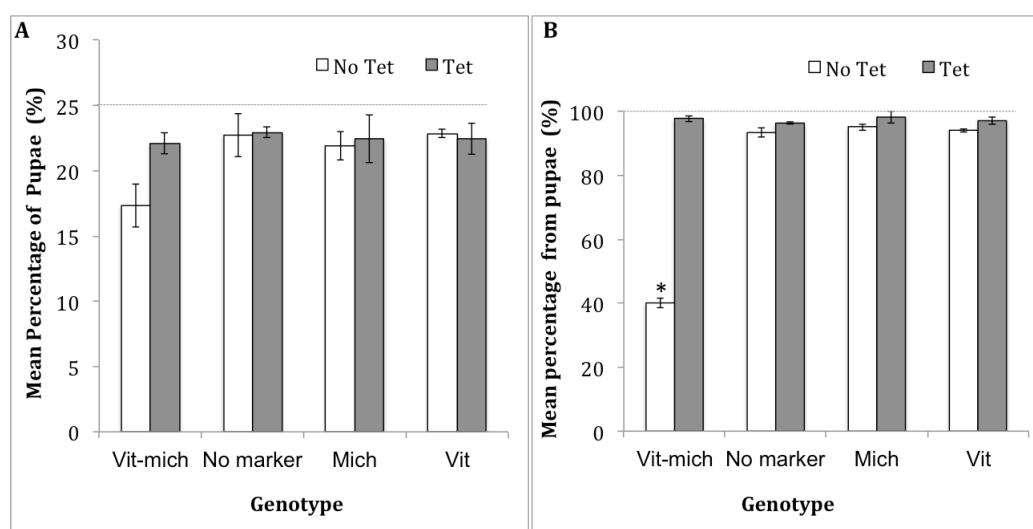 A
Mean Percentage of Pupae (%)
30
25
20
15
10
5
0
No Tet
Tet
Vit-mich
No marker
Mich
Vit
Genotype
B
Mean percentage from pupae (%)
120
100
80
60
40
20
0
No Tet
Tet
*
Vit-mich
No marker
Mich
Vit
Genotype